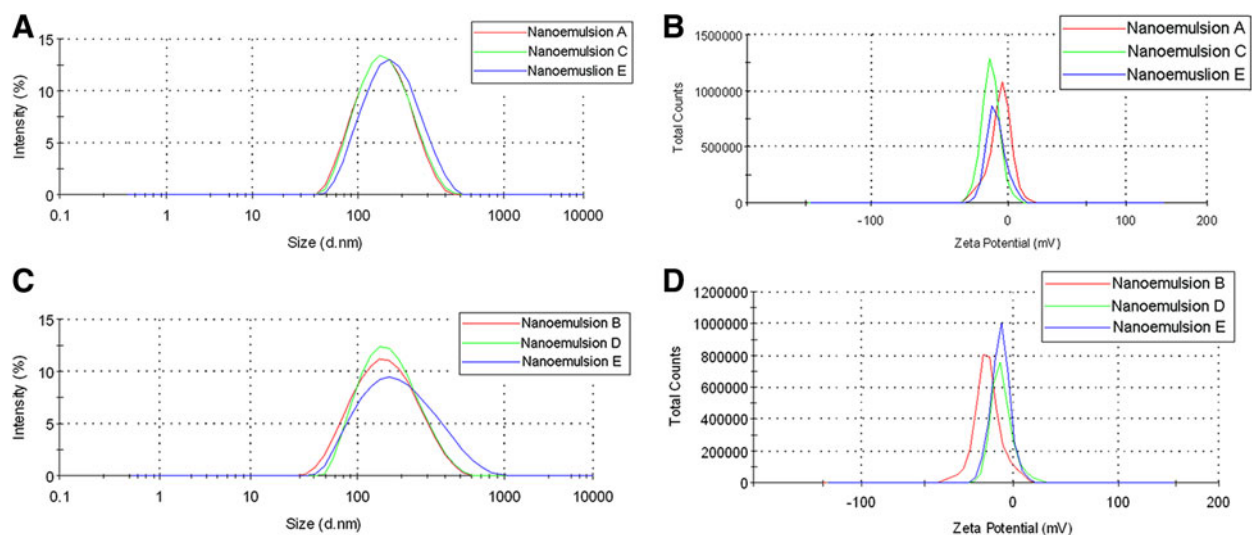 A
Intensity (%)
15
10
5
0
0.1
1
10
100
1000
10000
Size (d.nm)
Nanoemulsion A
Nanoemulsion C
Nanoemuslion E
B
Total Counts
1500000
1000000
500000
0
-100
0
100
200
Zeta Potential (mV)
Nanoemulsion A
Nanoemulsion C
Nanoemuslion E
C
Intensity (%)
15
10
5
0
0.1
1
10
100
1000
10000
Size (d.nm)
Nanoemulsion B
Nanoemulsion D
Nanoemulsion E
D
Total Counts
1200000
1000000
800000
600000
400000
200000
0
-100
0
100
200
Zeta Potential (mV)
Nanoemulsion B
Nanoemulsion D
Nanoemulsion E